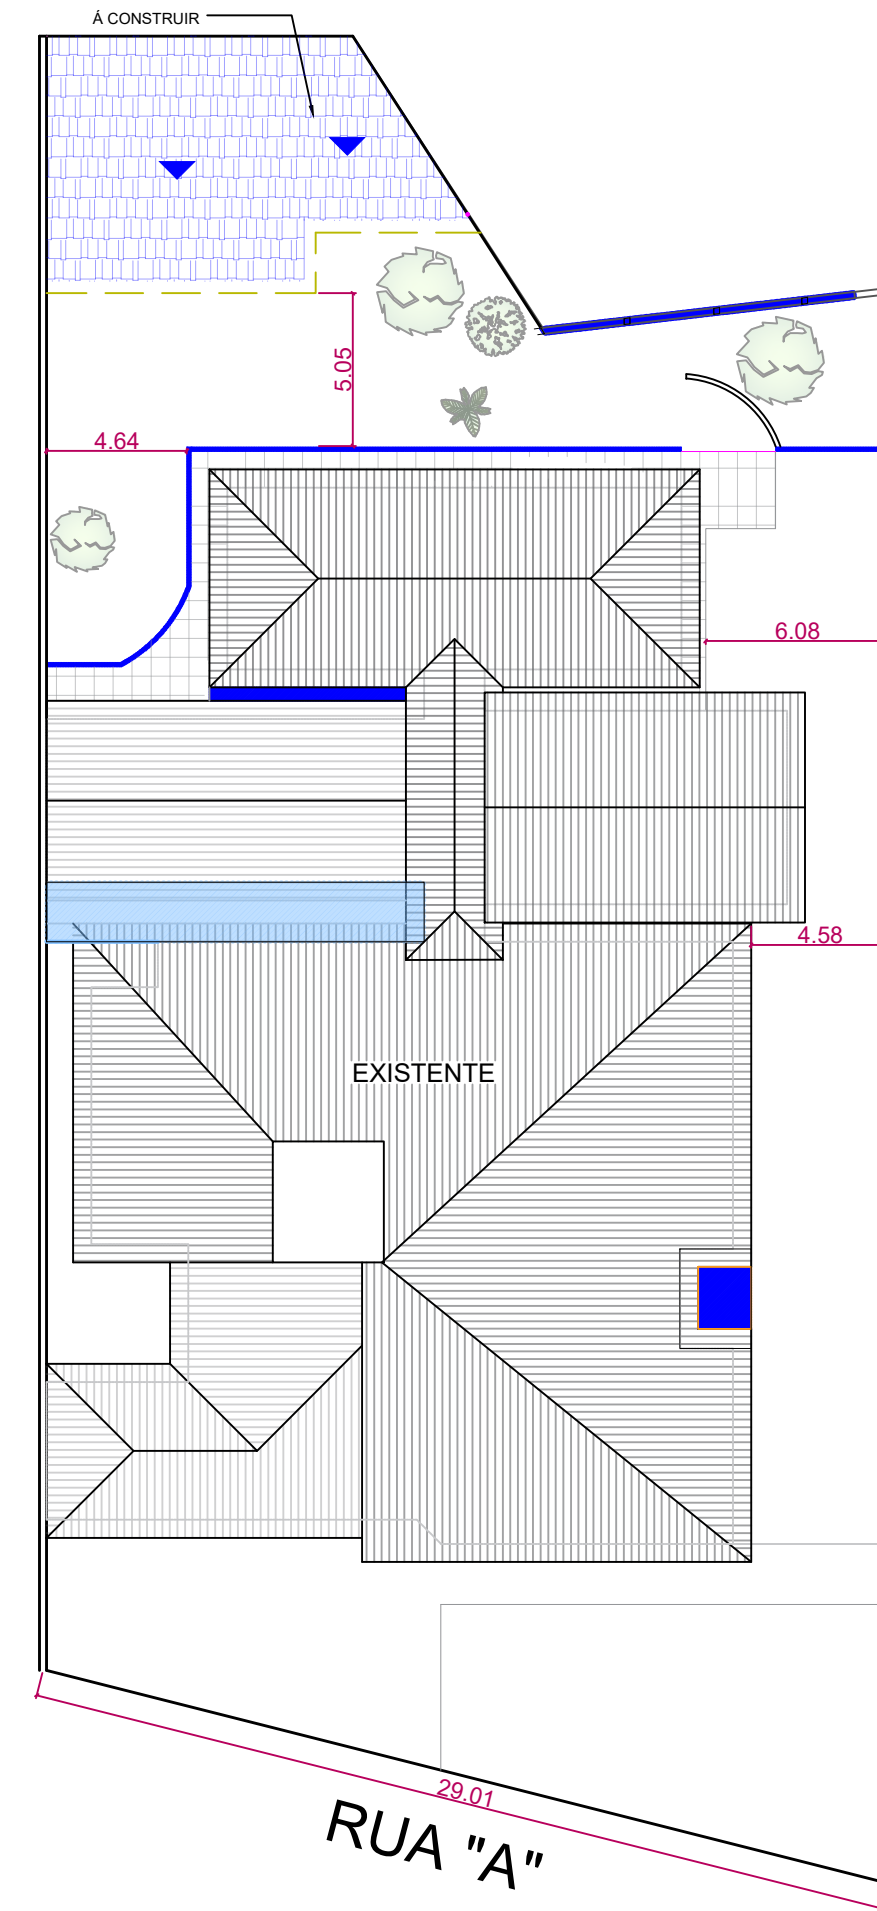 Á CONSTRUIR
5.05
4.64
6.08
4.58
EXISTENTE
29.01
RUA "A"